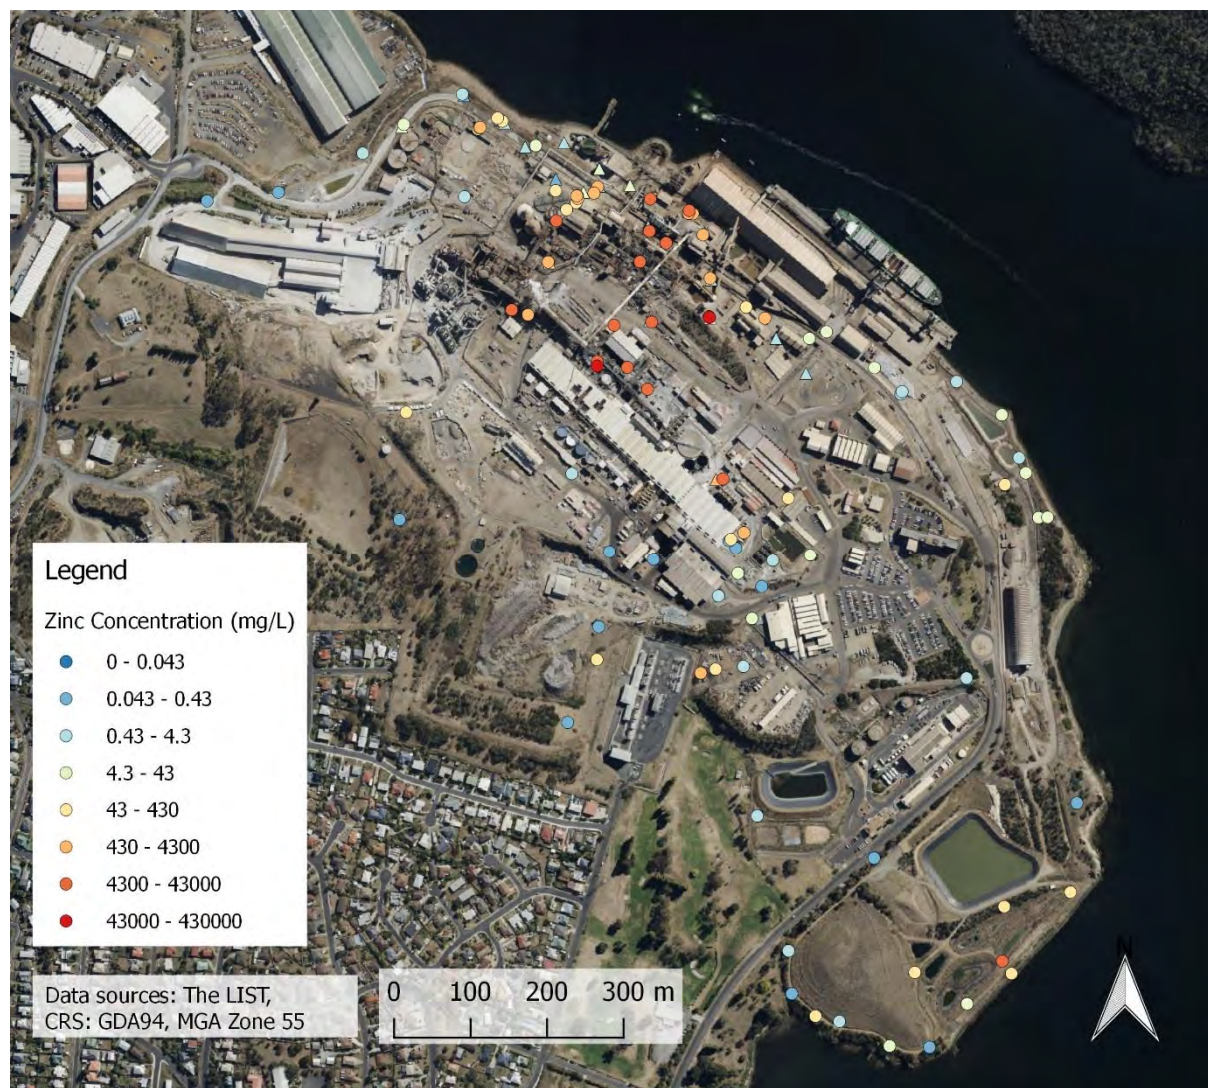 Legend
Zinc Concentration (mg/L)
0 - 0.043
0.043 - 0.43
0.43 - 4.3
4.3 - 43
43 - 430
430 - 4300
4300 - 43000
43000 - 430000
Data sources: The LIST,
CRS: GDA94, MGA Zone 55
0 100 200 300 m
N